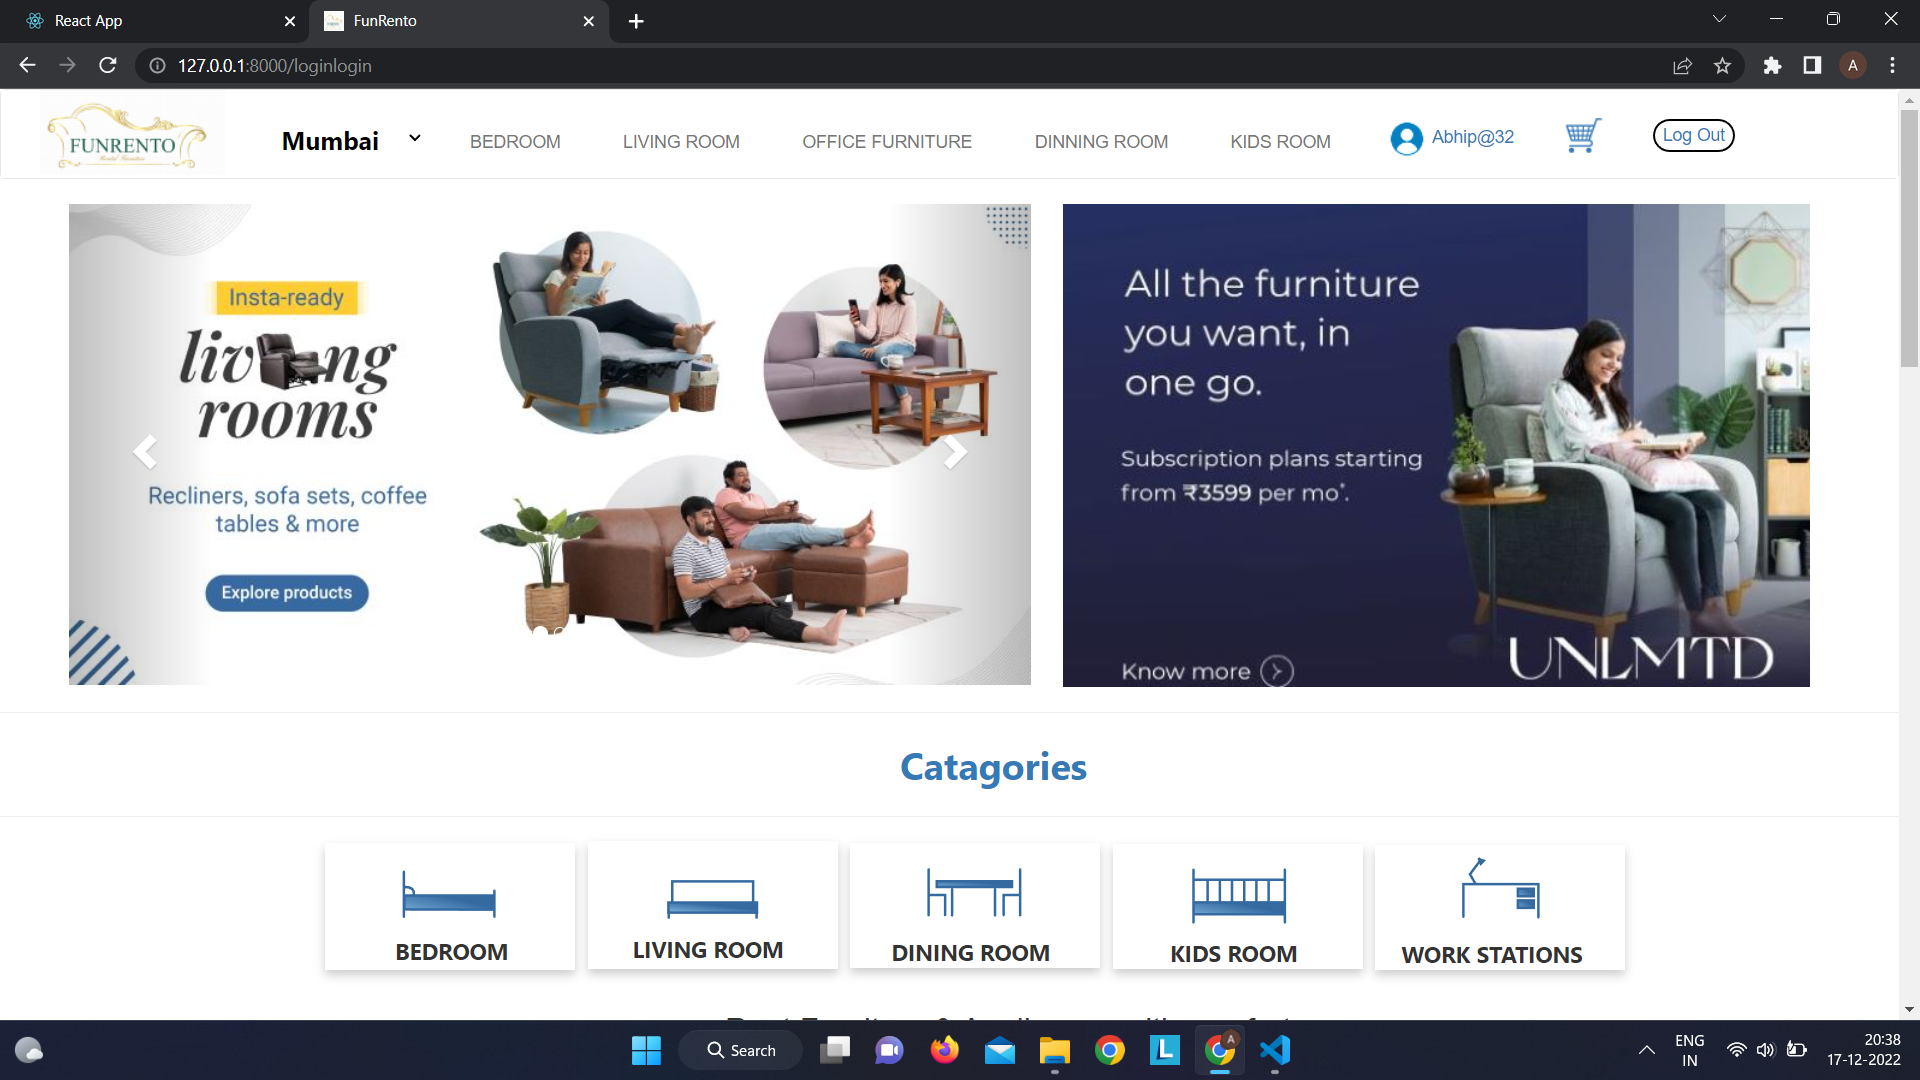 React App
FunRento
127.0.0.1:8000/loginlogin
A
FUNRENTO
Mumbai
BEDROOM
LIVING ROOM
OFFICE FURNITURE
DINNING ROOM
KIDS ROOM
Abhip@32
Log Out
Insta-ready
living
rooms
Recliners, sofa sets, coffee
tables & more
Explore products
All the furniture
you want, in
one go.
Subscription plans starting
from ₹3599 per mo*.
Know more
UNLMTD
Catagories
BEDROOM
LIVING ROOM
DINING ROOM
KIDS ROOM
WORK STATIONS
Search
L
A
ENG
IN
20:38
17-12-2022